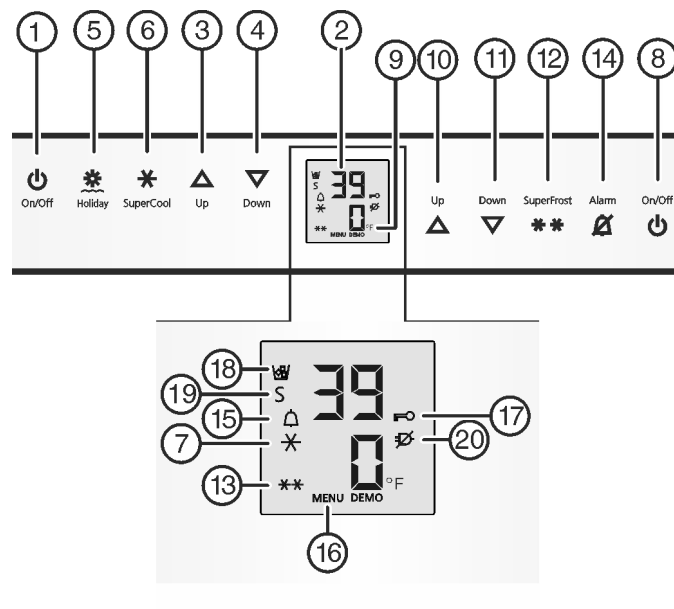 1 5 6 3 4 2 9 10 11 12 14 8
On/Off Holiday SuperCool Up Down
S 39
0 °F
MENU DEMO
Up Down SuperFrost Alarm On/Off
18
19 S 39
15 17
7 20
13 0 °F
MENU DEMO
16